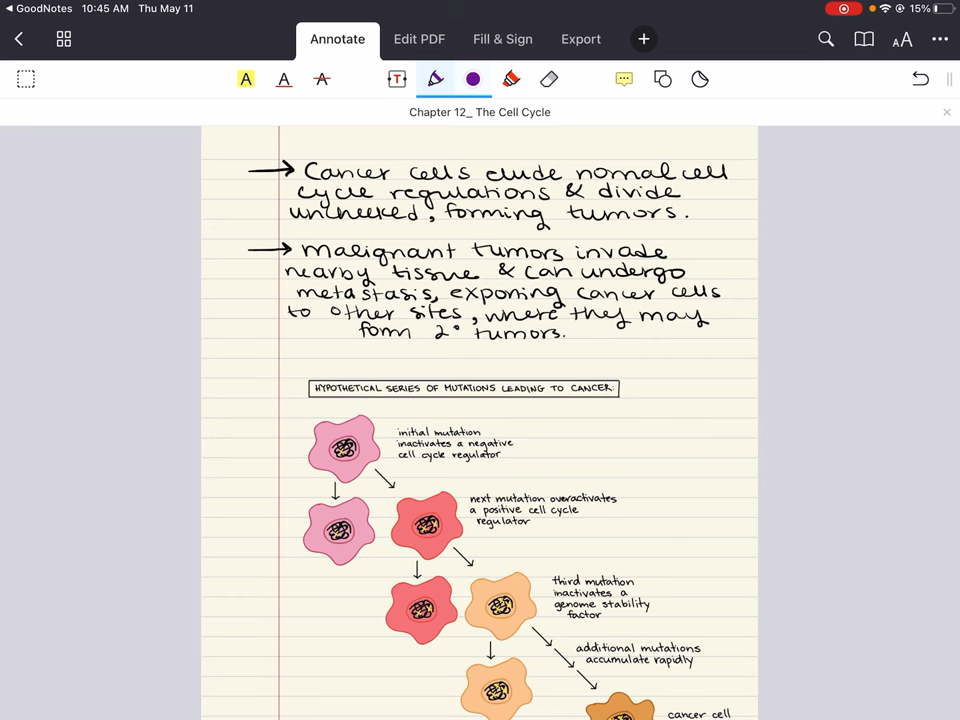 ◀ GoodNotes 10:45 AM Thu May 11 15%
Annotate Edit PDF Fill & Sign Export
A A A T AA
Chapter 12_ The Cell Cycle
→ Cancer cells elude normal cell
cycle regulations & divide
unchecked, forming tumors.
→ Malignant tumors invade
nearby tissue & can undergo
metastasis, exporting cancer cells
to other sites, where they may
form 2° tumors.
HYPOTHETICAL SERIES OF MUTATIONS LEADING TO CANCER:
initial mutation
inactivates a negative
cell cycle regulator
next mutation overactivates
a positive cell cycle
regulator
third mutation
inactivates a
genome stability
factor
additional mutations
accumulate rapidly
cancer cell